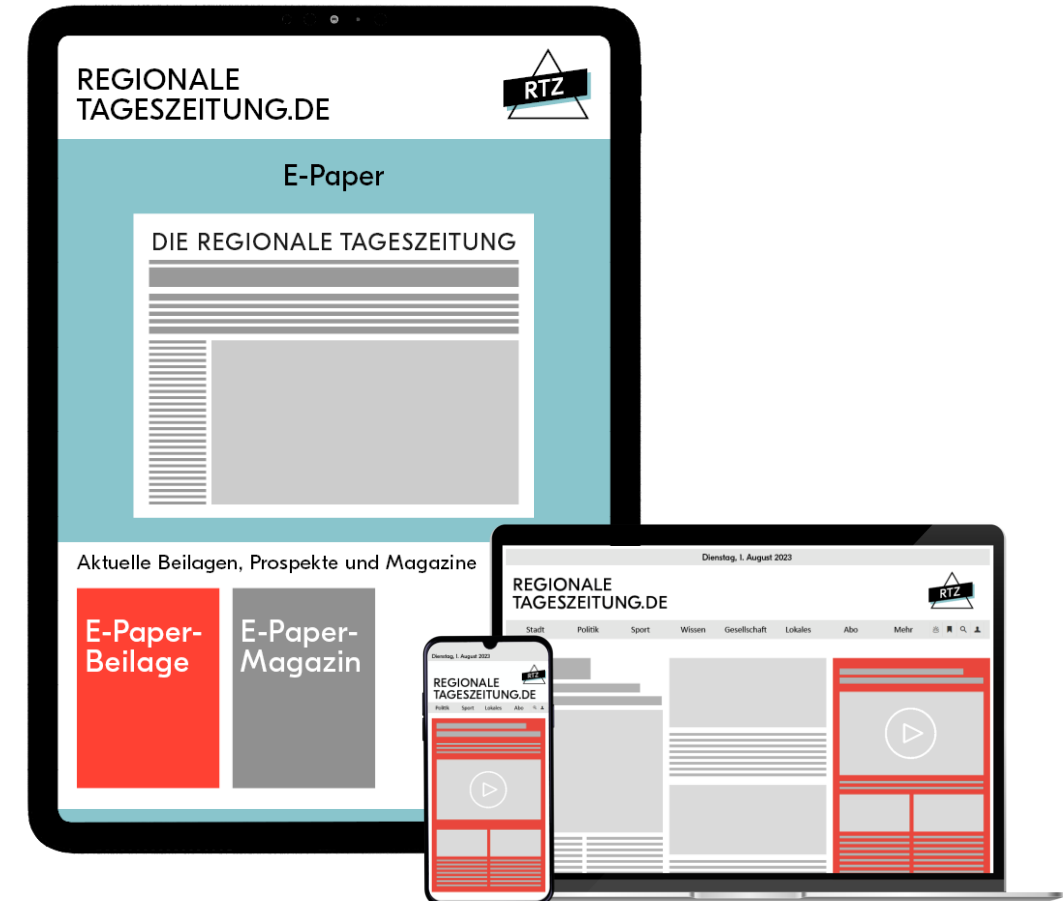 REGIONALE
TAGESZEITUNG.DE
RTZ
E-Paper
DIE REGIONALE TAGESZEITUNG
Aktuelle Beilagen, Prospekte und Magazine
E-Paper-
Beilage
E-Paper-
Magazin
Dienstag, 1. August 2023
REGIONALE
TAGESZEITUNG.DE
RTZ
Stadt Politik Sport Wissen Gesellschaft Lokales Abo Mehr
Dienstag, 1. August 2023
REGIONALE
TAGESZEITUNG.DE
RTZ
Politik Sport Lokales Abo